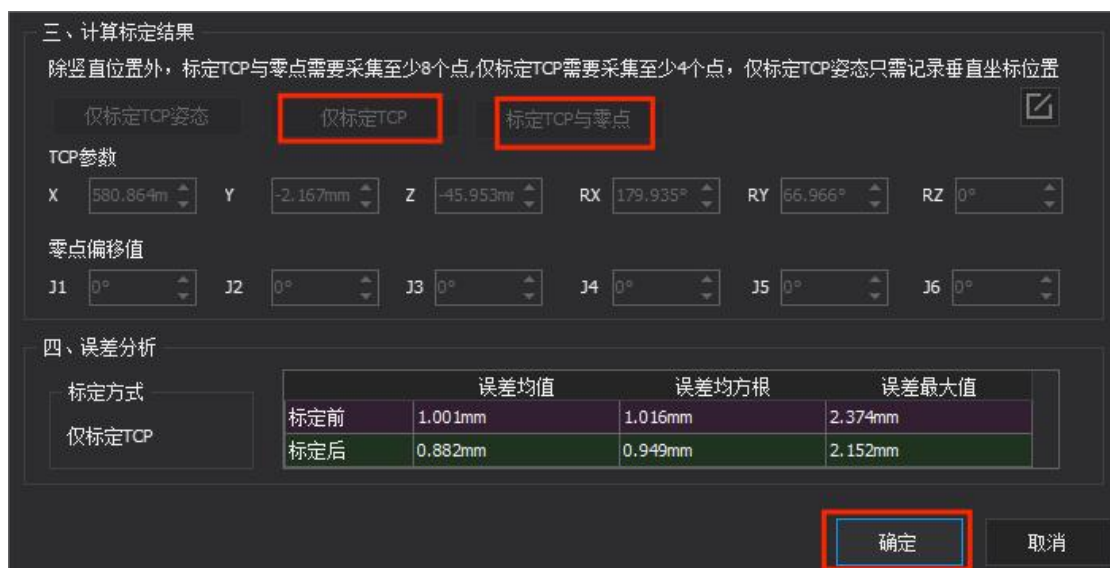 三、计算标定结果
除竖直位置外，标定TCP与零点需要采集至少8个点,仅标定TCP需要采集至少4个点，仅标定TCP姿态只需记录垂直坐标位置
仅标定TCP姿态 仅标定TCP 标定TCP与零点
TCP参数
X 580.864m Y -2.167mm Z -45.953mm RX 179.935° RY 66.966° RZ 0°
零点偏移值
J1 0° J2 0° J3 0° J4 0° J5 0° J6 0°
四、误差分析
标定方式
仅标定TCP
误差均值 误差均方根 误差最大值
标定前 1.001mm 1.016mm 2.374mm
标定后 0.882mm 0.949mm 2.152mm
确定 取消